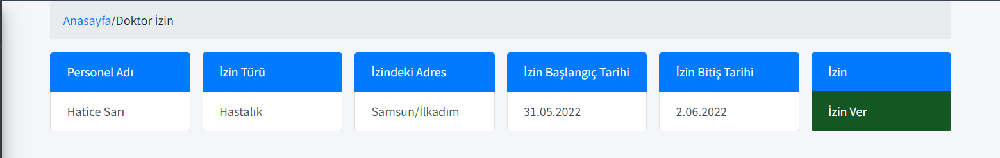 Anasayfa/Doktor İzin
Personel Adı İzin Türü İzindeki Adres İzin Başlangıç Tarihi İzin Bitiş Tarihi İzin
Hatice Sarı Hastalık Samsun/İlkadım 31.05.2022 2.06.2022 İzin Ver